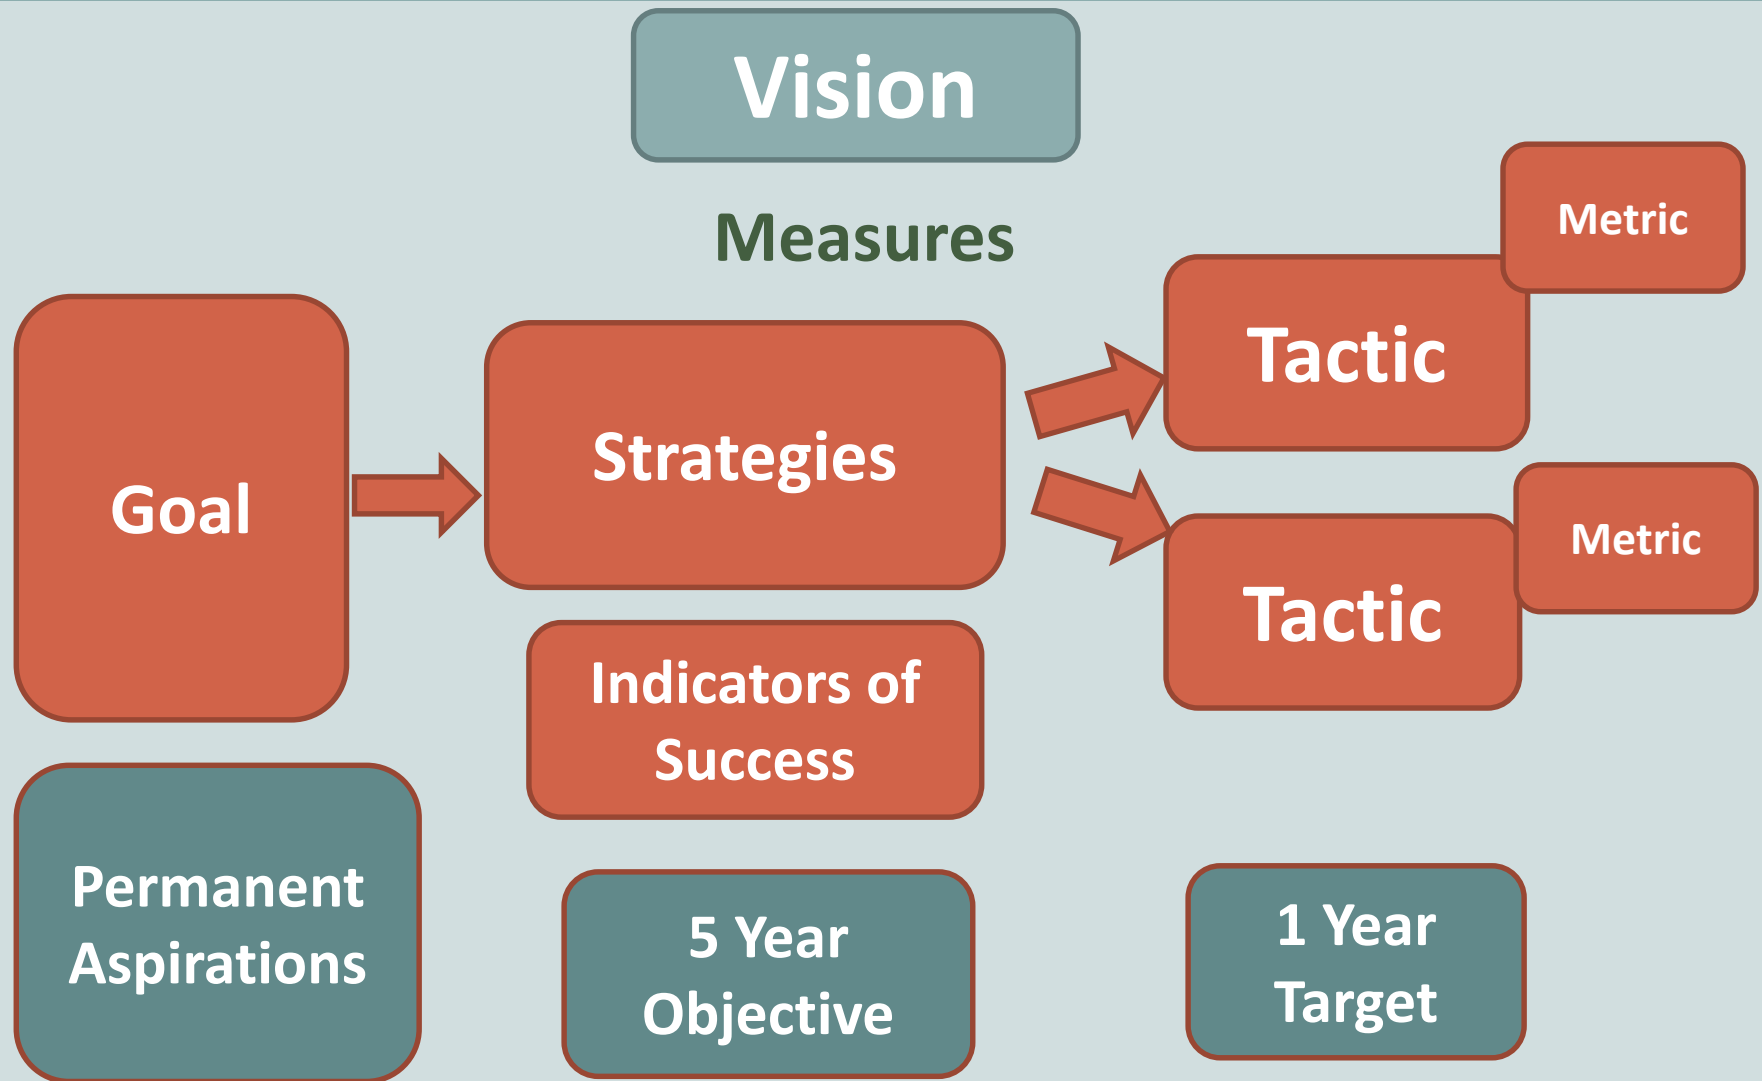 Vision
Measures
Metric
Tactic
Goal
Strategies
Metric
Tactic
Indicators of
Success
Permanent
Aspirations
5 Year
Objective
1 Year
Target